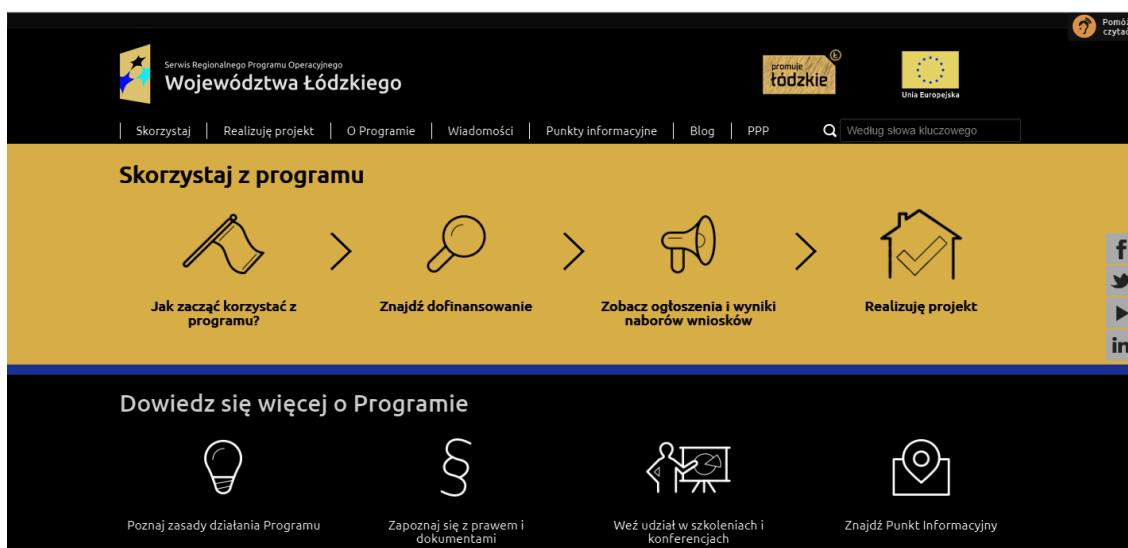 Pomóż
czytać
Serwis Regionalnego Programu Operacyjnego
Województwa Łódzkiego
promuje
łódzkie
Unia Europejska
Skorzystaj | Realizuję projekt | O Programie | Wiadomości | Punkty informacyjne | Blog | PPP
Według słowa kluczowego
Skorzystaj z programu
Jak zacząć korzystać z
programu?
Znajdź dofinansowanie
Zobacz ogłoszenia i wyniki
naborów wniosków
Realizuję projekt
Dowiedz się więcej o Programie
Poznaj zasady działania Programu
Zapoznaj się z prawem i
dokumentami
Weź udział w szkoleniach i
konferencjach
Znajdź Punkt Informacyjny